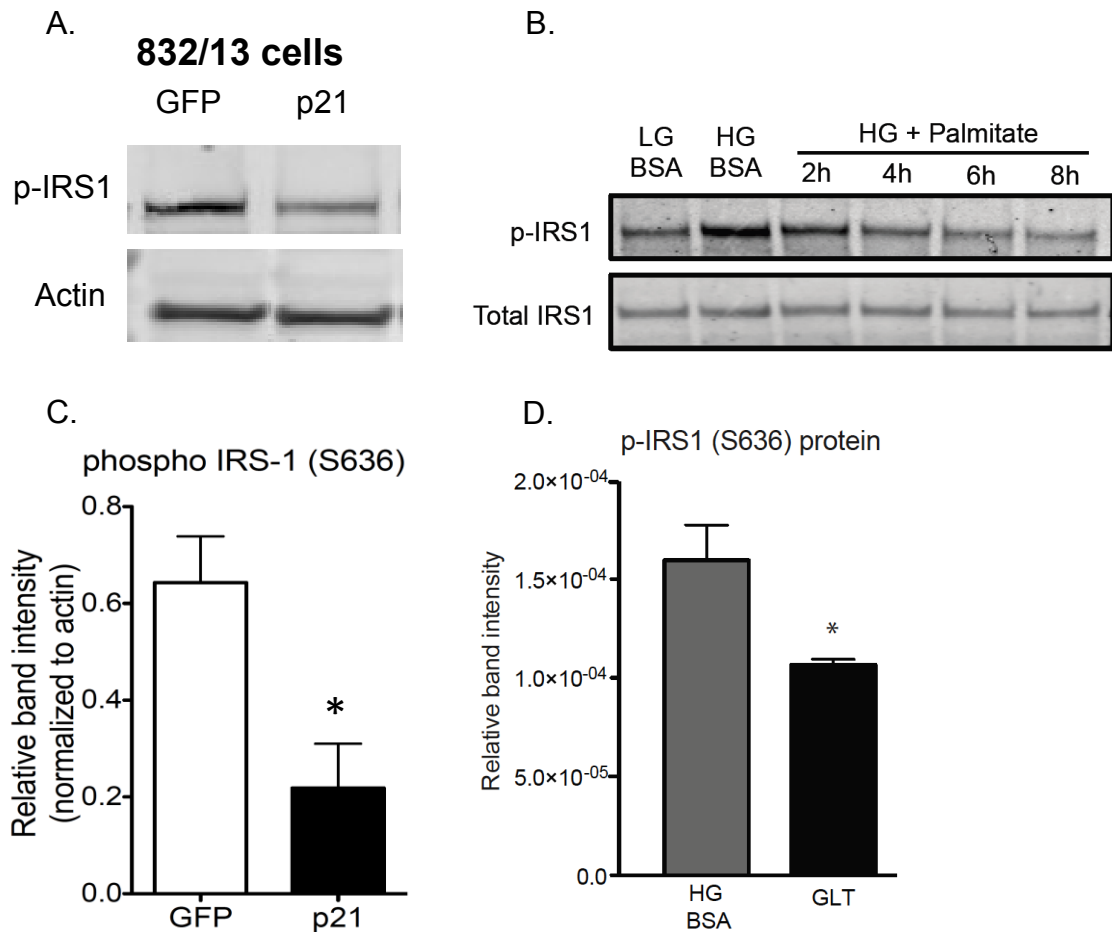 A.
832/13 cells
GFP p21
p-IRS1
Actin
B.
LG BSA
HG BSA
HG + Palmitate
2h 4h 6h 8h
p-IRS1
Total IRS1
C.
phospho IRS-1 (S636)
Relative band intensity
(normalized to actin)
0.8
0.6
0.4
0.2
0.0
*
GFP p21
D.
p-IRS1 (S636) protein
Relative band intensity
2.0×10⁻⁰⁴
1.5×10⁻⁰⁴
1.0×10⁻⁰⁴
5.0×10⁻⁰⁵
0.0
*
HG BSA
GLT